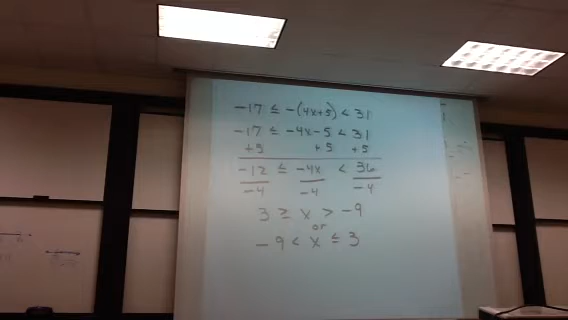 -17 ≤ -(4x+5) < 31
-17 ≤ -4x-5 < 31
+5 +5 +5
-12 ≤ -4x < 36
-4 -4 -4
3 ≥ x > -9
or
-9 < x ≤ 3